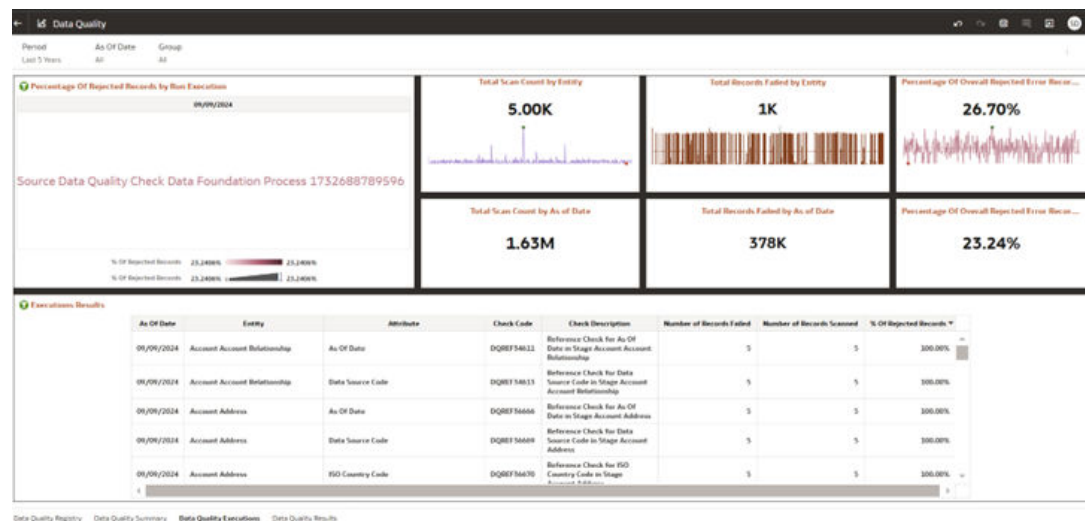 Data Quality
SD
Period As Of Date Group
Last 5 Years All All
Percentage Of Rejected Records by Run Execution
09/09/2024
Source Data Quality Check Data Foundation Process 1732688789596
% Of Rejected Records 23.2406% 23.2406%
% Of Rejected Records 23.2406% 23.2406%
Total Scan Count by Entity
5.00K
Total Records Failed by Entity
1K
Percentage Of Overall Rejected Error Recor...
26.70%
Total Scan Count by As of Date
1.63M
Total Records Failed by As of Date
378K
Percentage Of Overall Rejected Error Recor...
23.24%
Executions Results
As Of Date Entity Attribute Check Code Check Description Number of Records Failed Number of Records Scanned % Of Rejected Records
09/09/2024 Account Account Relationship As Of Date DQREF54612 Reference Check for As Of
Date in Stage Account Account
Relationship 5 5 100.00%
09/09/2024 Account Account Relationship Data Source Code DQREF54613 Reference Check for Data
Source Code in Stage Account
Account Relationship 5 5 100.00%
09/09/2024 Account Address As Of Date DQREF56666 Reference Check for As Of
Date in Stage Account Address 5 5 100.00%
09/09/2024 Account Address Data Source Code DQREF56669 Reference Check for Data
Source Code in Stage Account
Address 5 5 100.00%
09/09/2024 Account Address ISO Country Code DQREF56670 Reference Check for ISO
Country Code in Stage
Account Address 5 5 100.00%
Data Quality Registry Data Quality Summary Data Quality Executions Data Quality Results